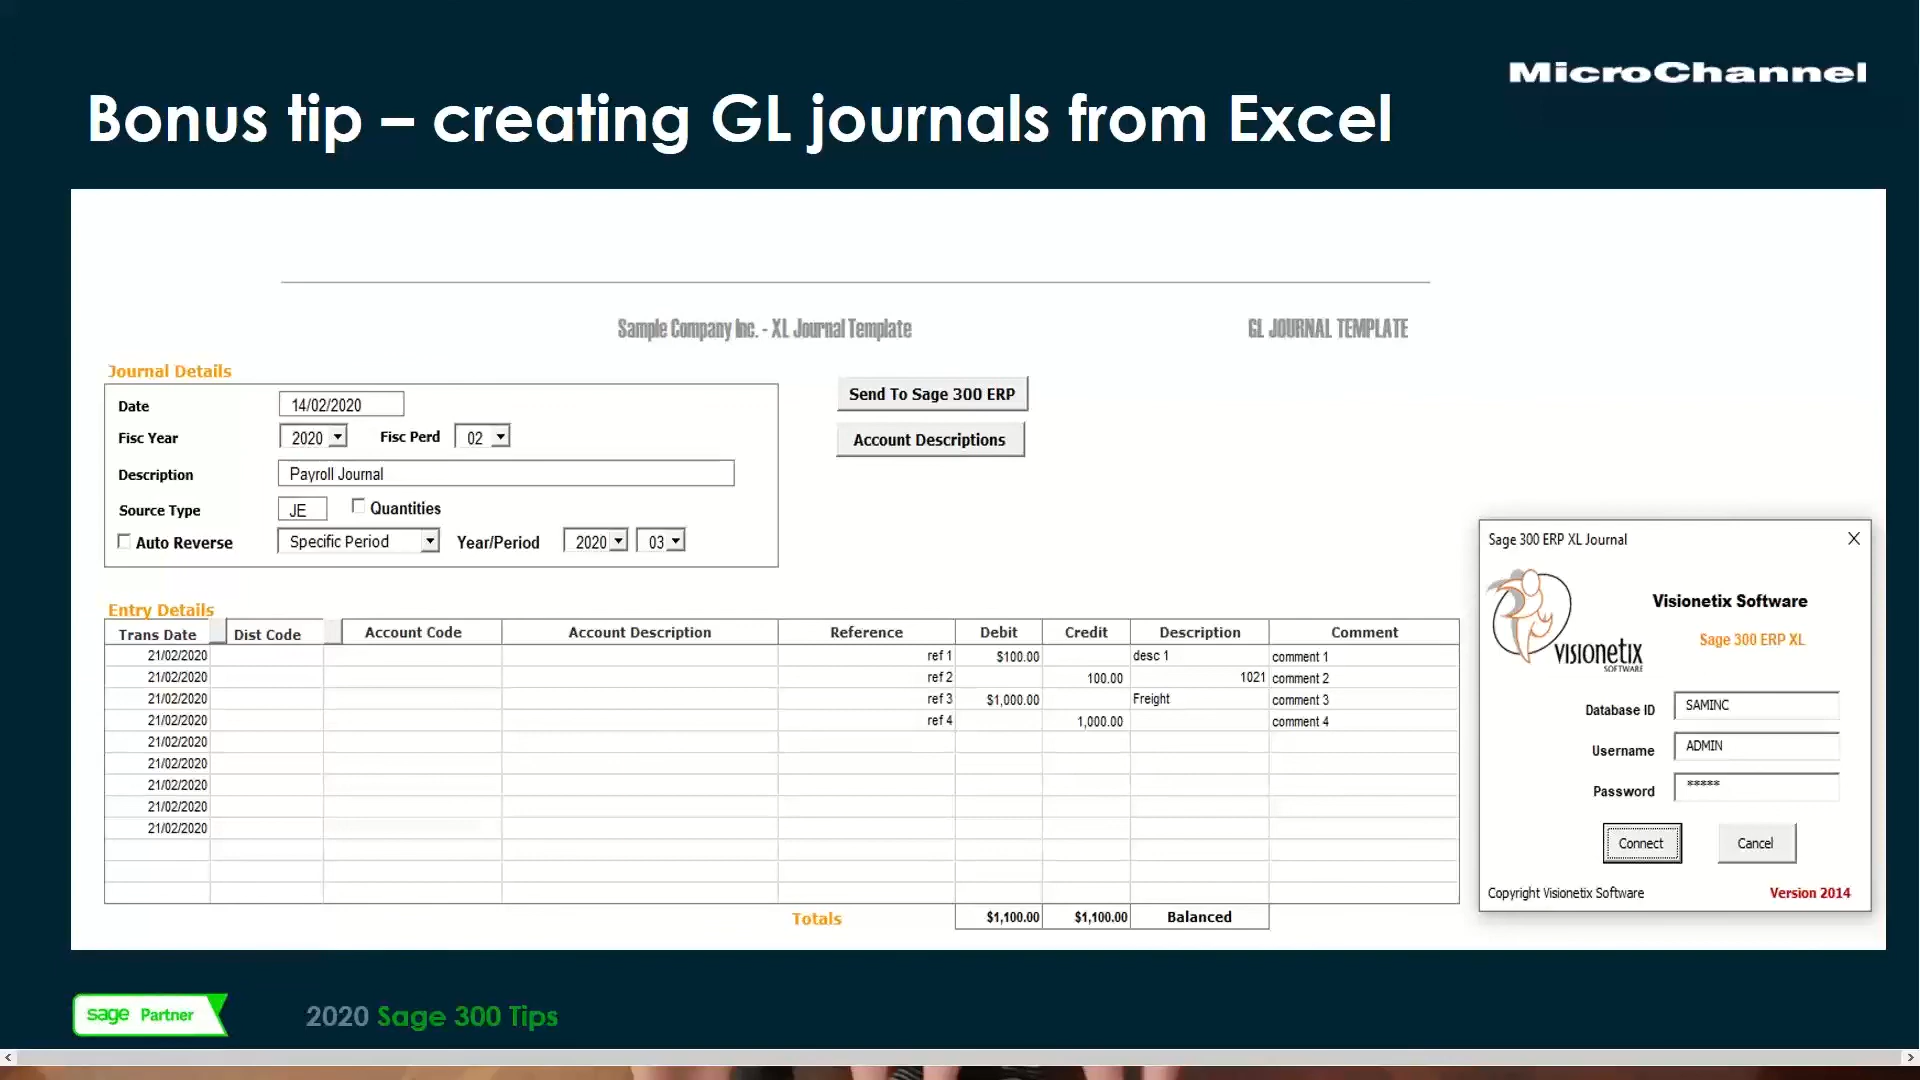 MicroChannel
Bonus tip – creating GL journals from Excel
Sample Company Inc. - XL Journal Template
GL JOURNAL TEMPLATE
Journal Details
Date 14/02/2020
Send To Sage 300 ERP
Fisc Year 2020 Fisc Perd 02
Account Descriptions
Description Payroll Journal
Source Type JE Quantities
Auto Reverse Specific Period Year/Period 2020 03
Entry Details
Trans Date Dist Code Account Code Account Description Reference Debit Credit Description Comment
21/02/2020 ref 1 $100.00 desc 1 comment 1
21/02/2020 ref 2 100.00 1021 comment 2
21/02/2020 ref 3 $1,000.00 Freight comment 3
21/02/2020 ref 4 1,000.00 comment 4
21/02/2020
21/02/2020
21/02/2020
21/02/2020
21/02/2020
Totals $1,100.00 $1,100.00 Balanced
Sage 300 ERP XL Journal
Visionetix Software
Sage 300 ERP XL
VISIONETIX
SOFTWARE
Database ID SAMINC
Username ADMIN
Password *****
Connect Cancel
Copyright Visionetix Software Version 2014
sage Partner
2020 Sage 300 Tips